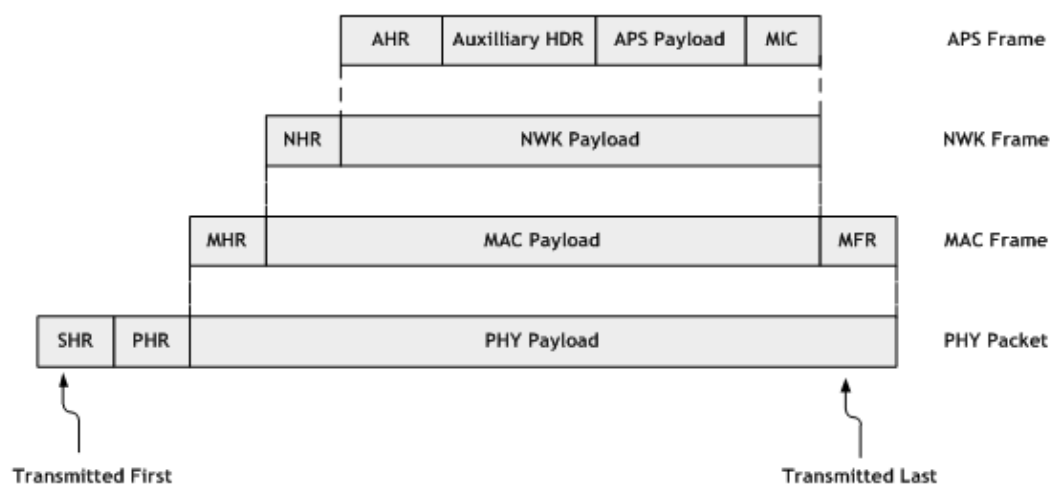 AHR Auxilliary HDR APS Payload MIC APS Frame
NHR NWK Payload NWK Frame
MHR MAC Payload MFR MAC Frame
SHR PHR PHY Payload PHY Packet
Transmitted First Transmitted Last